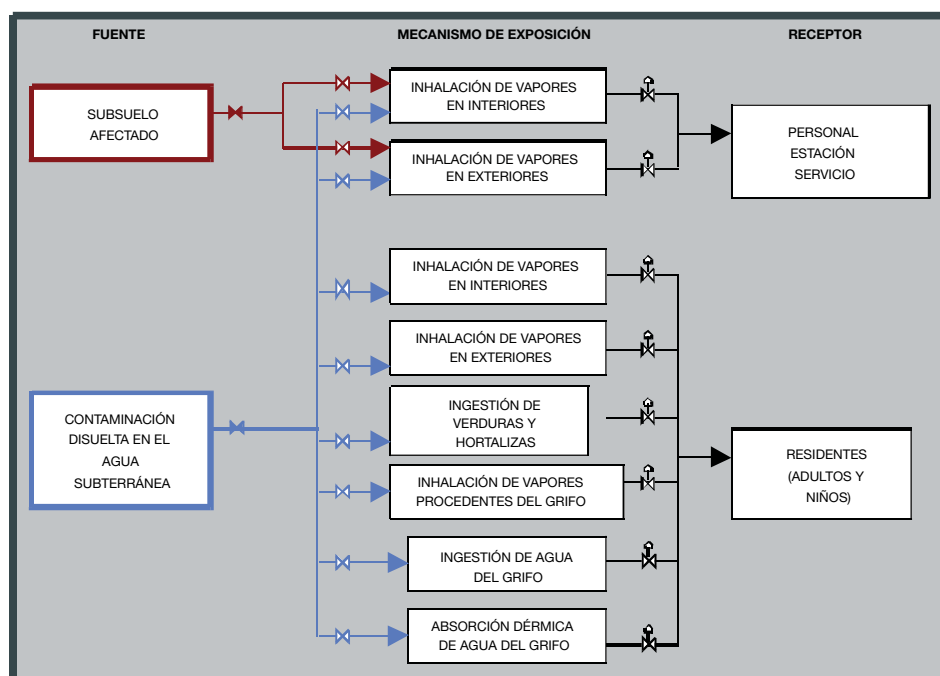 FUENTE
MECANISMO DE EXPOSICIÓN
RECEPTOR
SUBSUELO
AFECTADO
INHALACIÓN DE VAPORES
EN INTERIORES
INHALACIÓN DE VAPORES
EN EXTERIORES
PERSONAL
ESTACIÓN
SERVICIO
CONTAMINACIÓN
DISUELTA EN EL
AGUA
SUBTERRÁNEA
INHALACIÓN DE VAPORES
EN INTERIORES
INHALACIÓN DE VAPORES
EN EXTERIORES
INGESTIÓN DE
VERDURAS Y
HORTALIZAS
INHALACIÓN DE VAPORES
PROCEDENTES DEL GRIFO
INGESTIÓN DE AGUA
DEL GRIFO
ABSORCIÓN DÉRMICA
DE AGUA DEL GRIFO
RESIDENTES
(ADULTOS Y
NIÑOS)